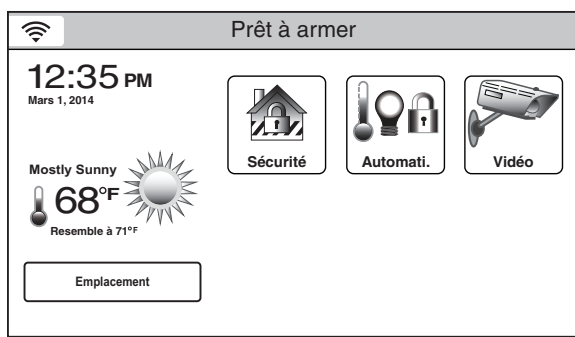 Prêt à armer
12:35 PM
Mars 1, 2014
Mostly Sunny
68°F
Resemble à 71°F
Emplacement
Sécurité
Automati.
Vidéo